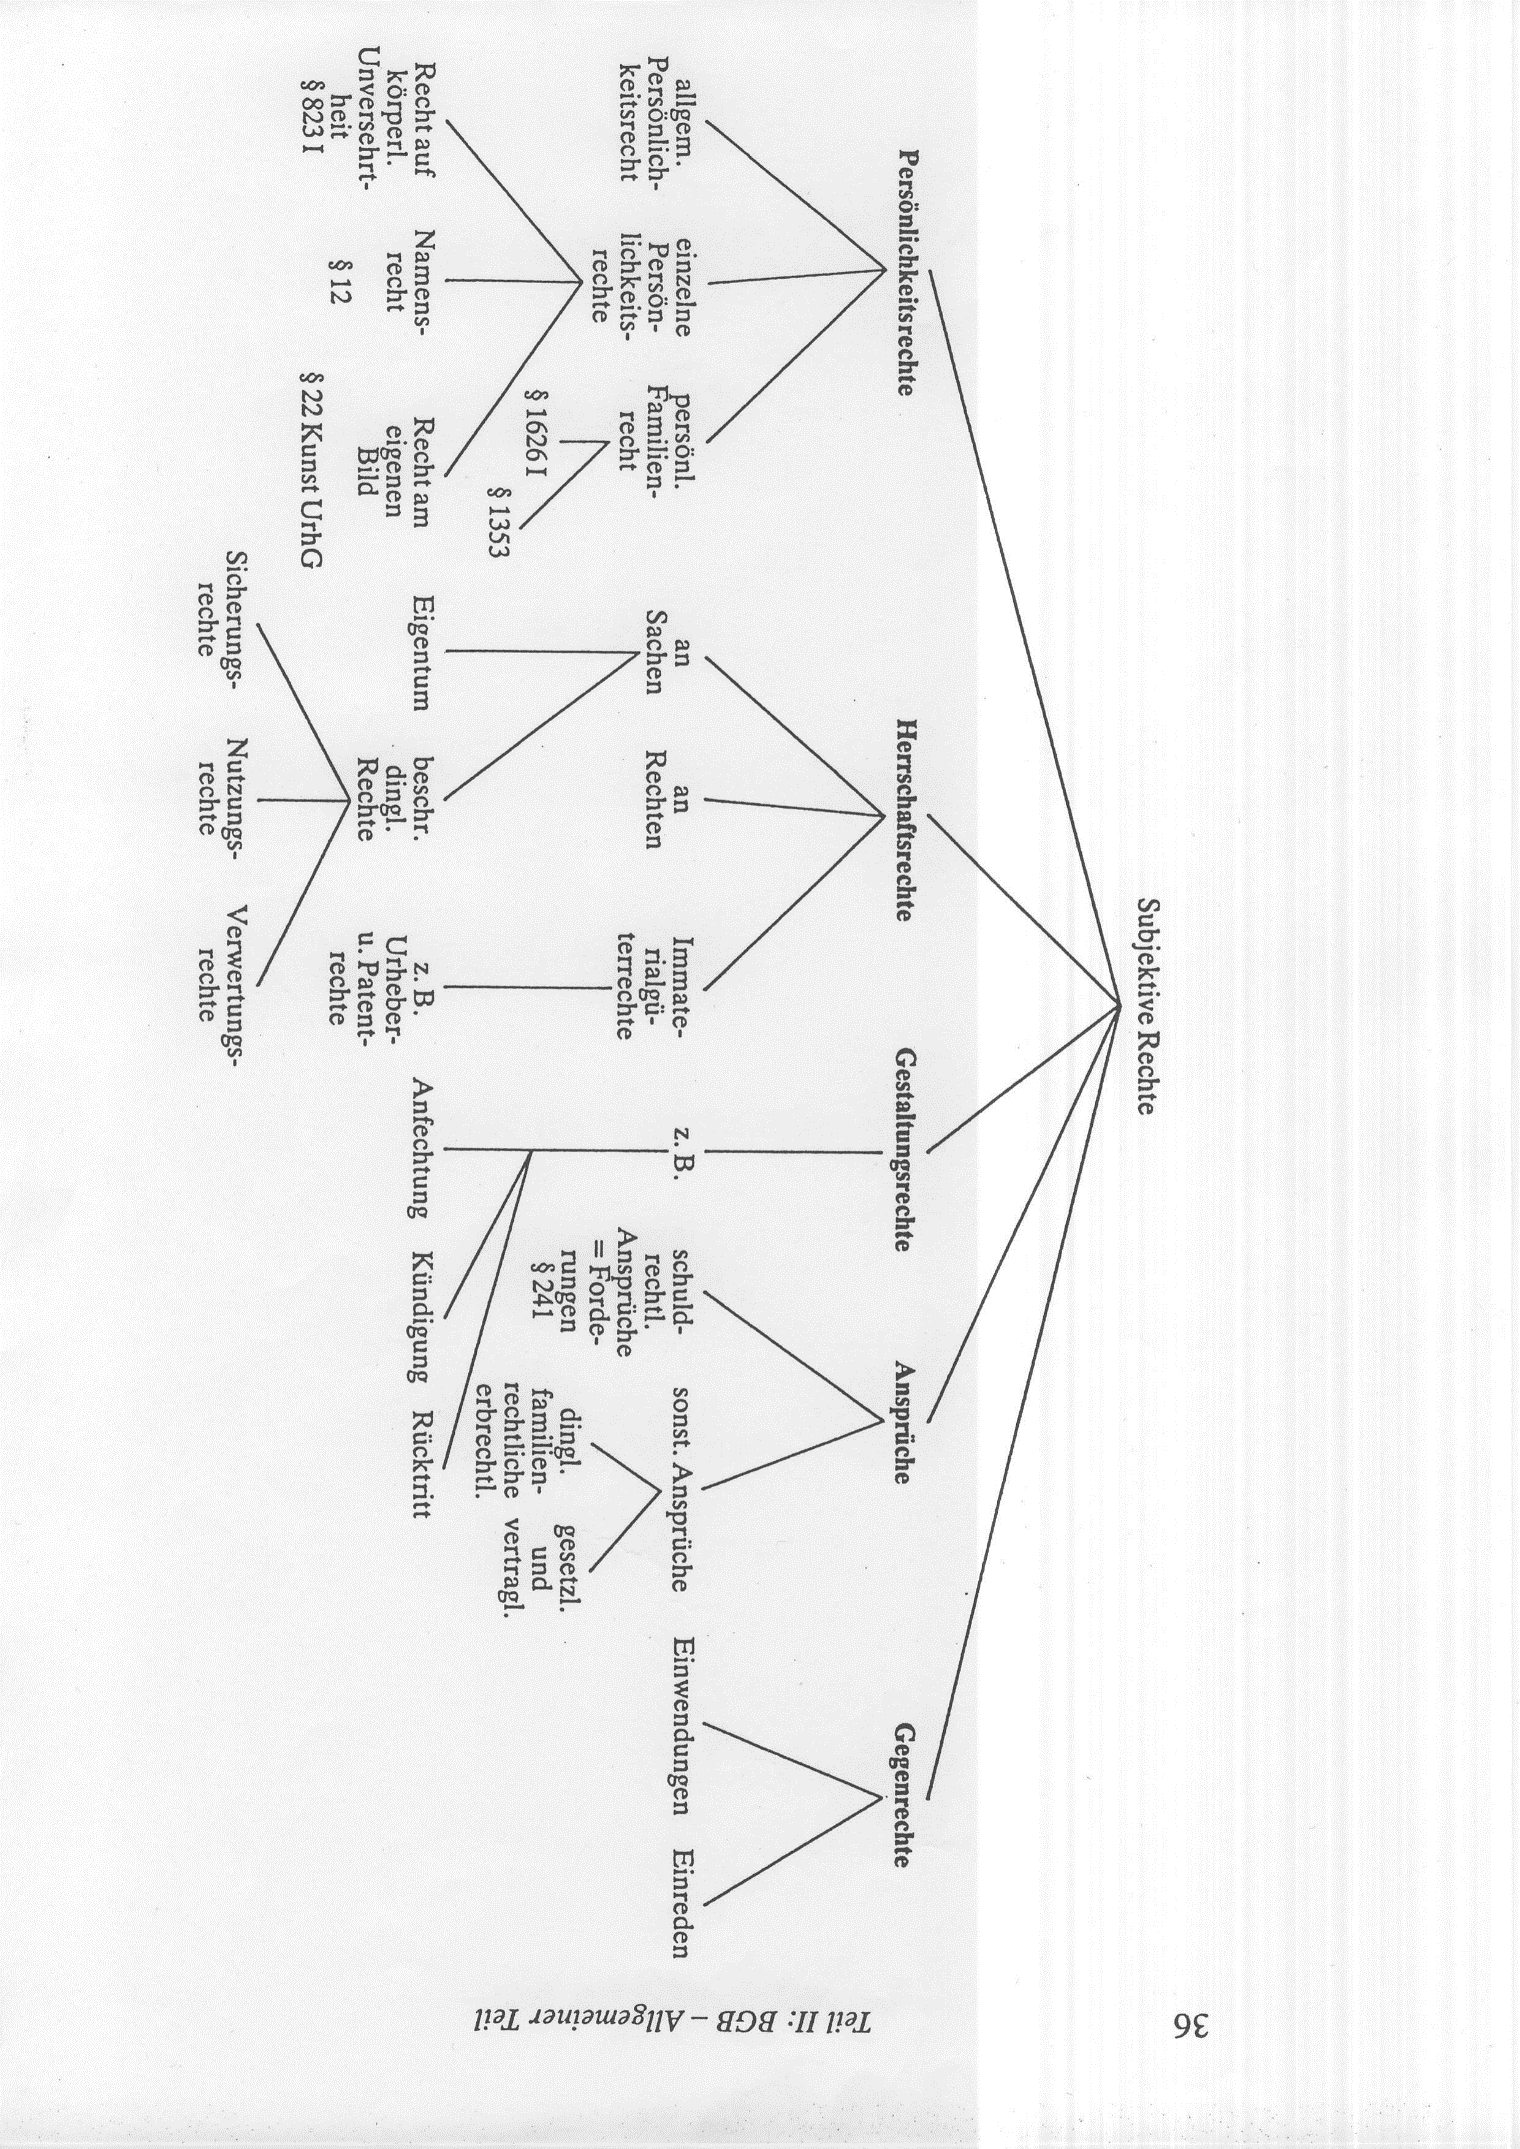 36
Teil II: BGB – Allgemeiner Teil
Subjektive Rechte
Persönlichkeitsrechte
Herrschaftsrechte
Gestaltungsrechte
Ansprüche
Gegenrechte
allgem.
Persönlich-
keitsrecht
einzelne
Persön-
lichkeits-
rechte
persönl.
Familien-
recht
an
Sachen
an
Rechten
Immate-
rialgü-
terrechte
z. B.
schuld-
rechtl.
Ansprüche
= Forde-
rungen
§ 241
sonst. Ansprüche
Einwendungen
Einreden
§ 1626 I
§ 1353
dingl.
familien-
rechtliche
erbrechtl.
gesetzl.
und
vertragl.
Recht auf
körperl.
Unversehrt-
heit
§ 823 I
Namens-
recht
§ 12
Recht am
eigenen
Bild
§ 22 Kunst UrhG
Eigentum
beschr.
dingl.
Rechte
z. B.
Urheber-
u. Patent-
rechte
Anfechtung
Kündigung
Rücktritt
Sicherungs-
rechte
Nutzungs-
rechte
Verwertungs-
rechte